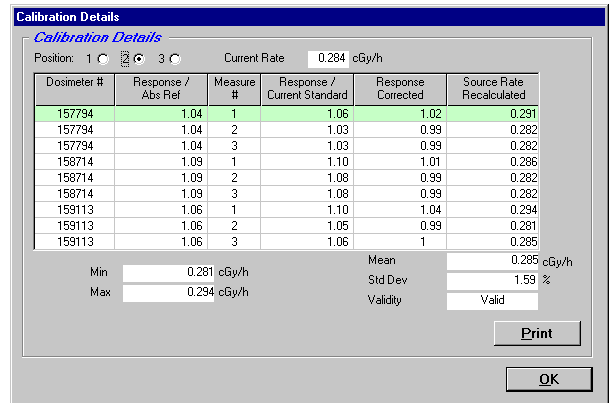 Calibration Details
Calibration Details
Position: 1 2 3 Current Rate 0.284 cGy/h
Dosimeter # Response / Abs Ref Measure # Response / Current Standard Response Corrected Source Rate Recalculated
157794 1.04 1 1.06 1.02 0.291
157794 1.04 2 1.03 0.99 0.282
157794 1.04 3 1.03 0.99 0.282
158714 1.09 1 1.10 1.01 0.286
158714 1.09 2 1.08 0.99 0.282
158714 1.09 3 1.08 0.99 0.282
159113 1.06 1 1.10 1.04 0.294
159113 1.06 2 1.05 0.99 0.281
159113 1.06 3 1.06 1 0.285
Min 0.281 cGy/h
Max 0.294 cGy/h
Mean 0.285 cGy/h
Std Dev 1.59 %
Validity Valid
Print
OK